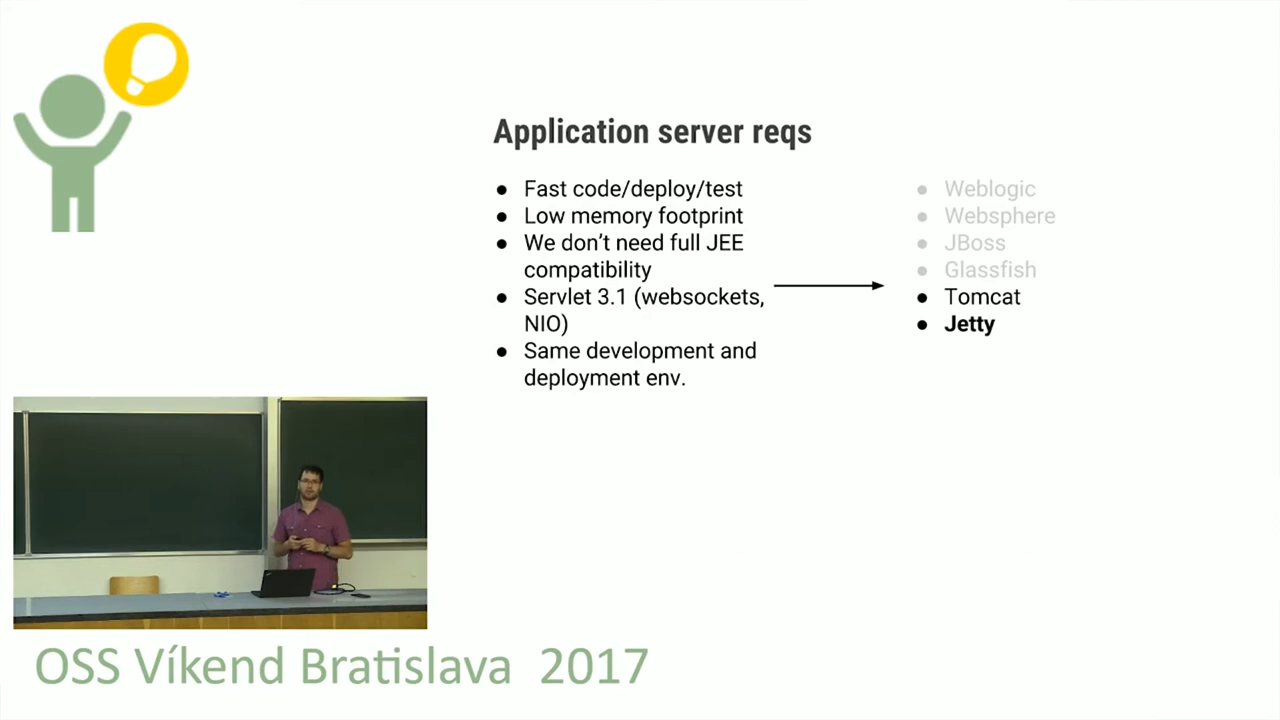 Application server reqs
● Fast code/deploy/test
● Low memory footprint
● We don't need full JEE
compatibility
● Servlet 3.1 (websockets,
NIO)
● Same development and
deployment env.
● Weblogic
● Websphere
● JBoss
● Glassfish
● Tomcat
● Jetty
OSS Víkend Bratislava 2017